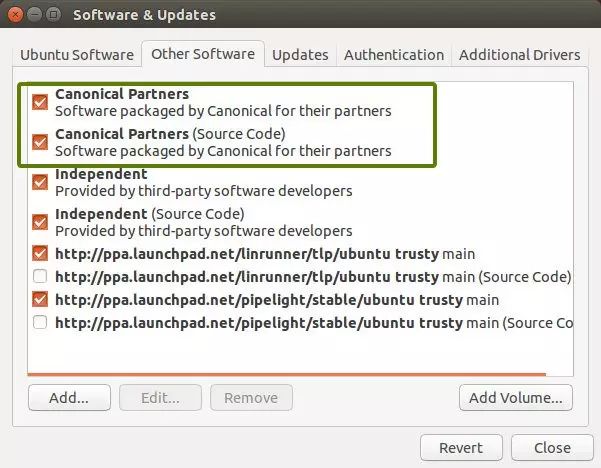 Software & Updates
Ubuntu Software Other Software Updates Authentication Additional Drivers
Canonical Partners
Software packaged by Canonical for their partners
Canonical Partners (Source Code)
Software packaged by Canonical for their partners
Independent
Provided by third-party software developers
Independent (Source Code)
Provided by third-party software developers
http://ppa.launchpad.net/linrunner/tlp/ubuntu trusty main
http://ppa.launchpad.net/linrunner/tlp/ubuntu trusty main (Source Code)
http://ppa.launchpad.net/pipelight/stable/ubuntu trusty main
http://ppa.launchpad.net/pipelight/stable/ubuntu trusty main (Source Co
Add... Edit... Remove Add Volume...
Revert Close